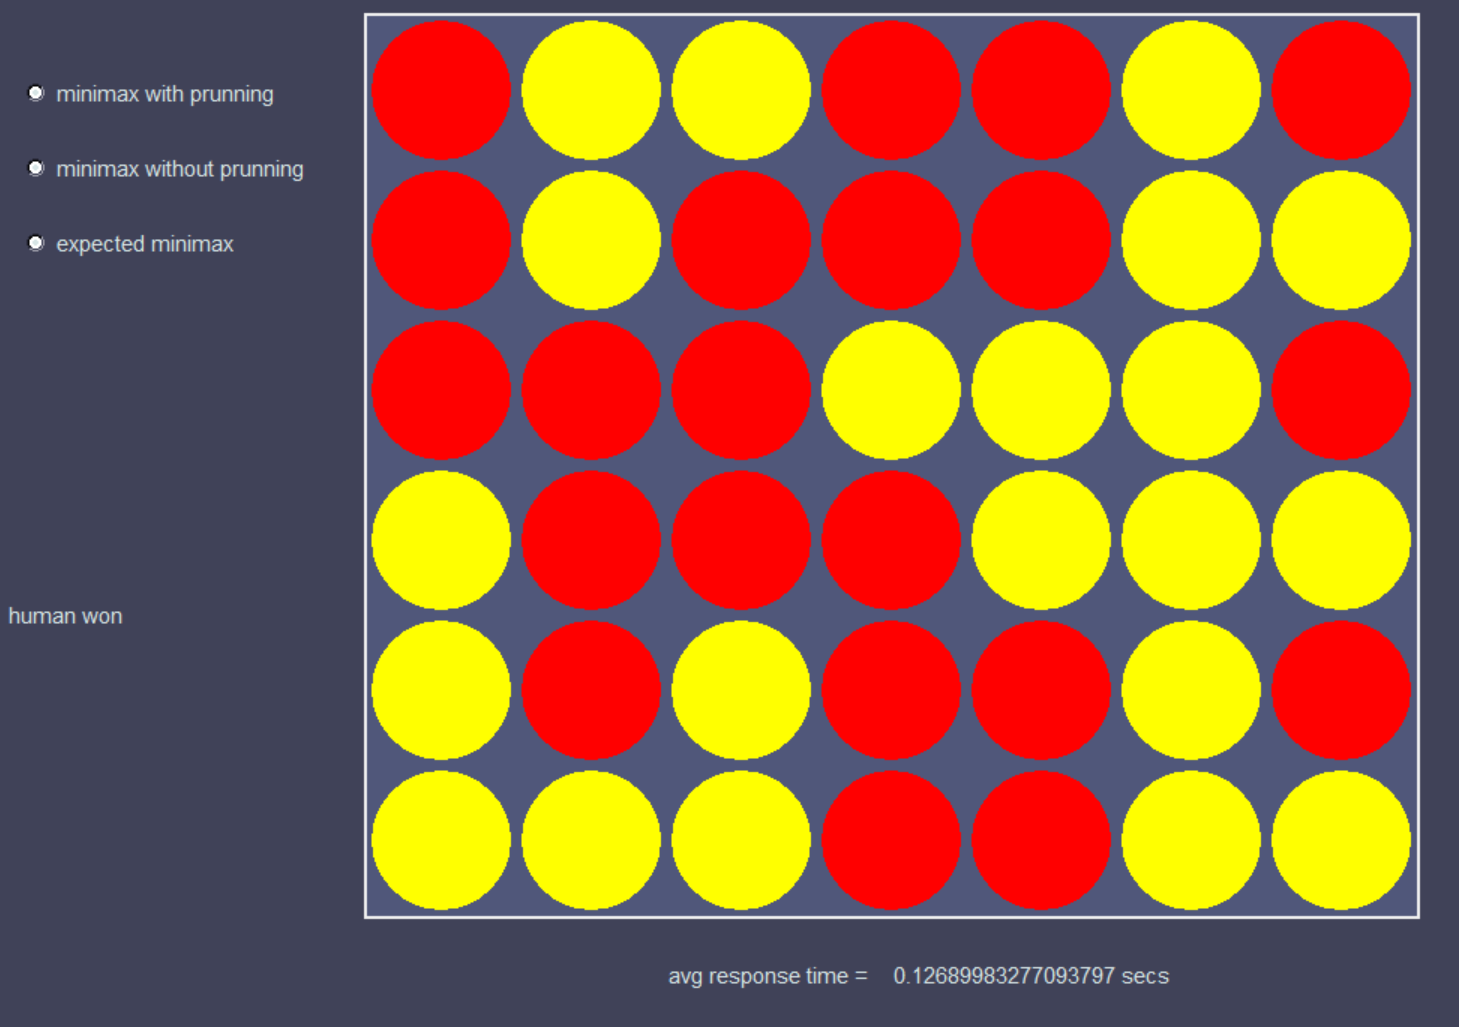 minimax with prunning
minimax without prunning
expected minimax
human won
avg response time = 0.12689983277093797 secs